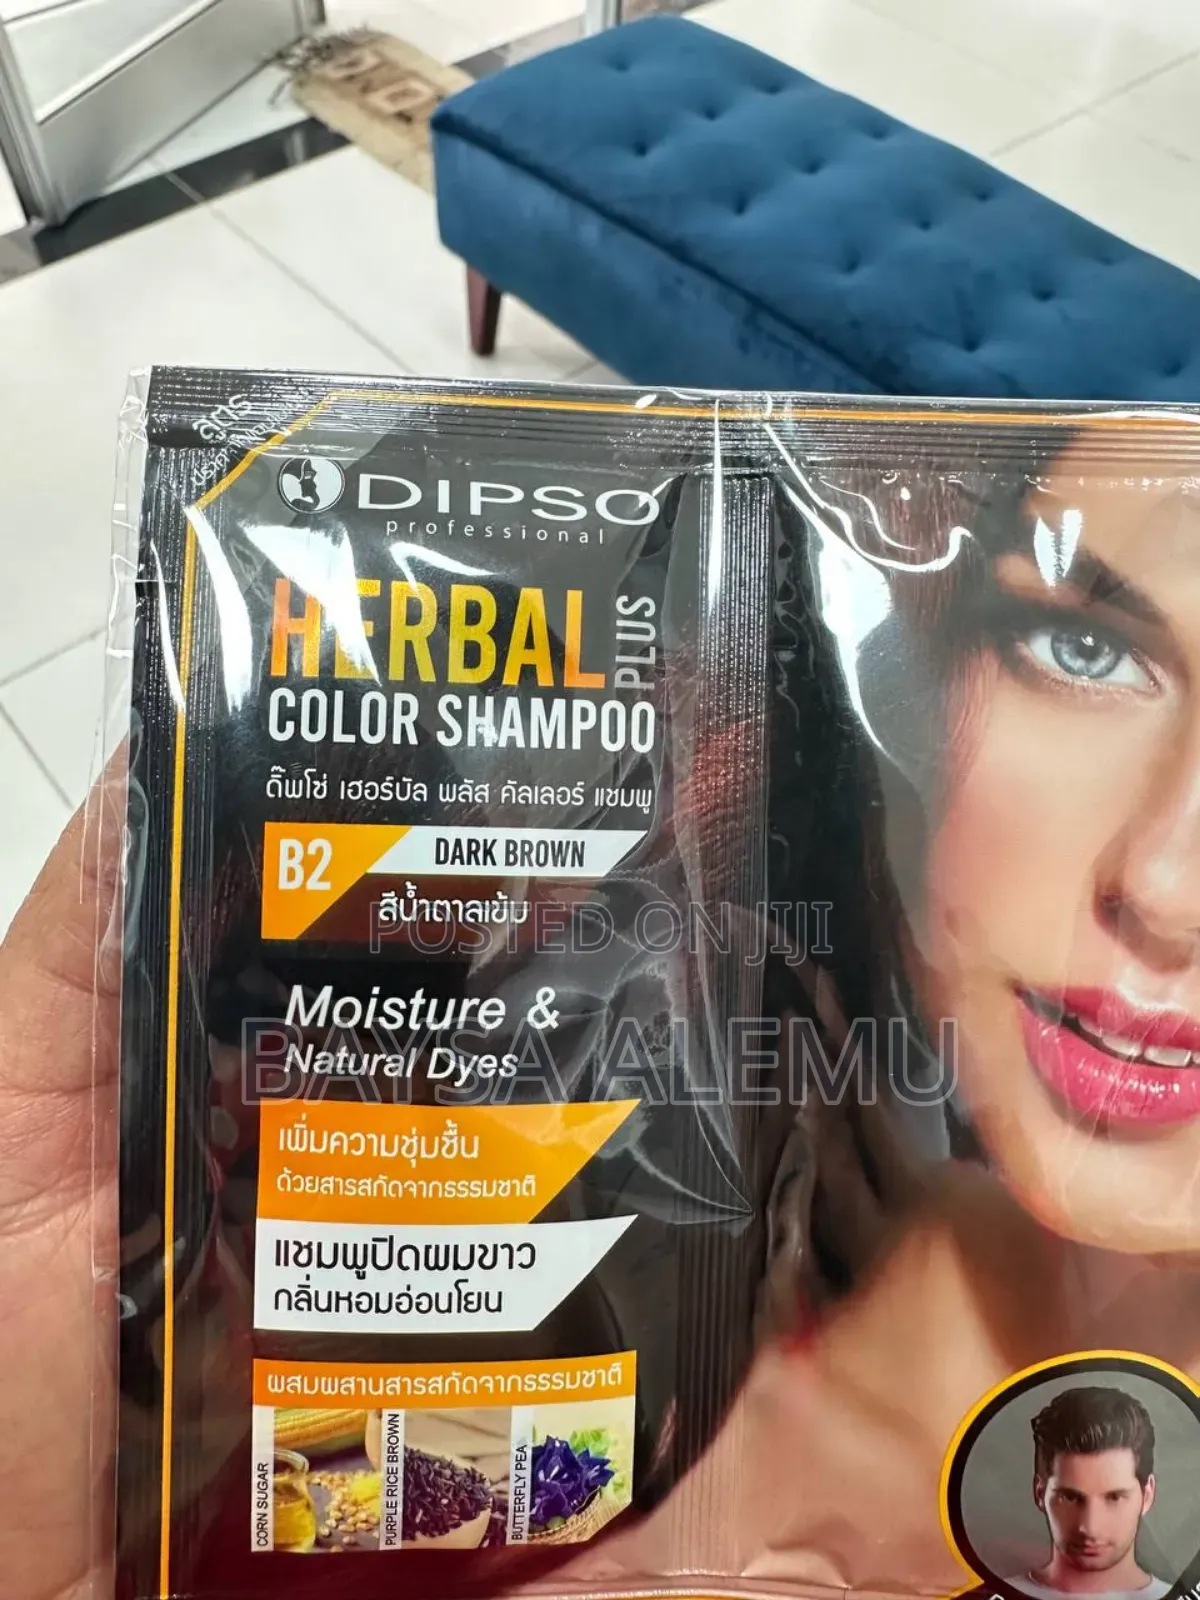 สูตร
DIPSO
professional
HERBAL
PLUS
COLOR SHAMPOO
ดิ๊พโซ่ เฮอร์บัล พลัส คัลเลอร์ แชมพู
B2
DARK BROWN
สีน้ำตาลเข้ม
POSTED ON JIJI
Moisture &
Natural Dyes
BAYSA ALEMU
เพิ่มความชุ่มชื้น
ด้วยสารสกัดจากธรรมชาติ
แชมพูปิดผมขาว
กลิ่นหอมอ่อนโยน
ผสมผสานสารสกัดจากธรรมชาติ
CORN SUGAR
PURPLE RICE BROWN
BUTTERFLY PEA